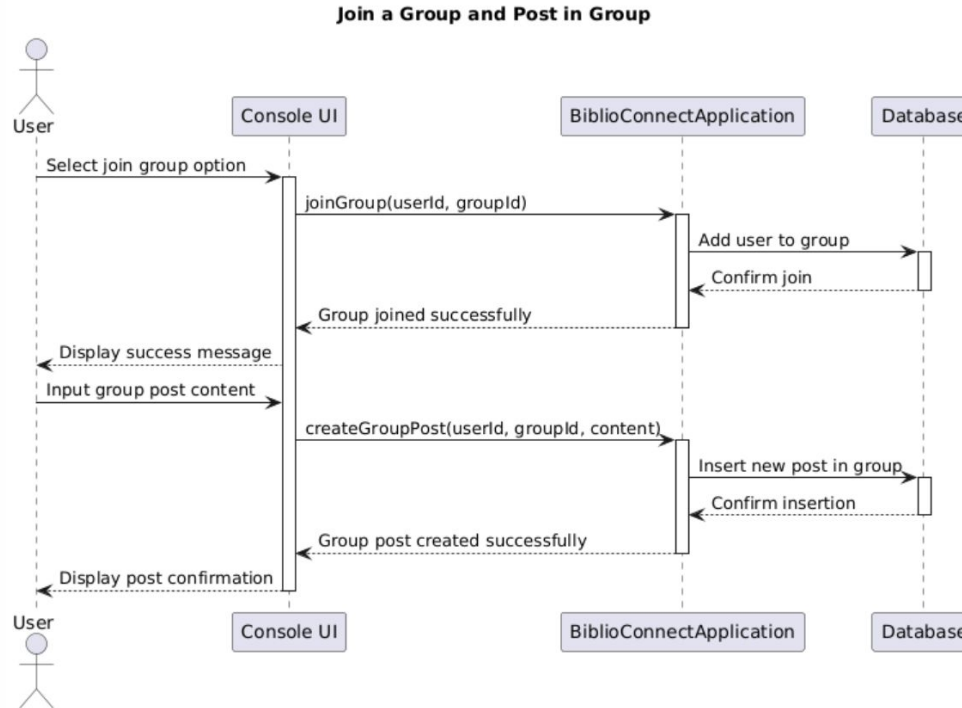 Join a Group and Post in Group
User
Console UI
BiblioConnectApplication
Database
Select join group option
joinGroup(userId, groupId)
Add user to group
Confirm join
Group joined successfully
Display success message
Input group post content
createGroupPost(userId, groupId, content)
Insert new post in group
Confirm insertion
Group post created successfully
Display post confirmation
User
Console UI
BiblioConnectApplication
Database